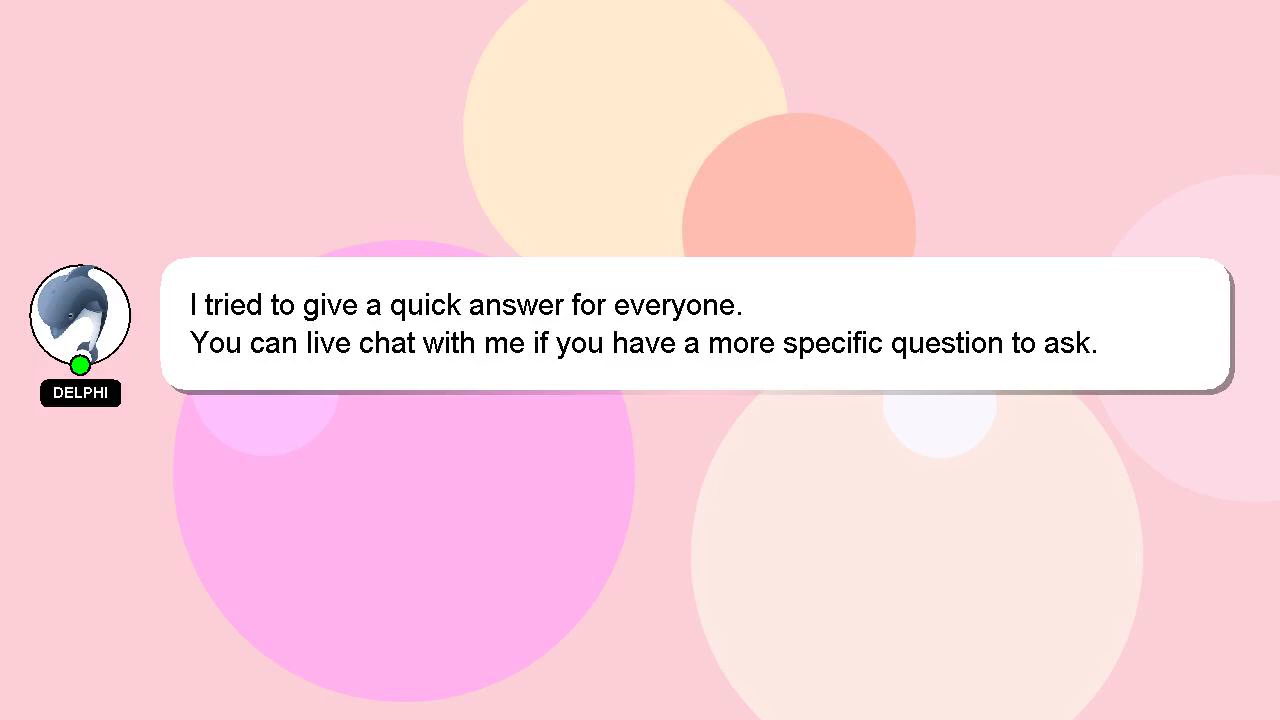 I tried to give a quick answer for everyone.
You can live chat with me if you have a more specific question to ask.
DELPHI